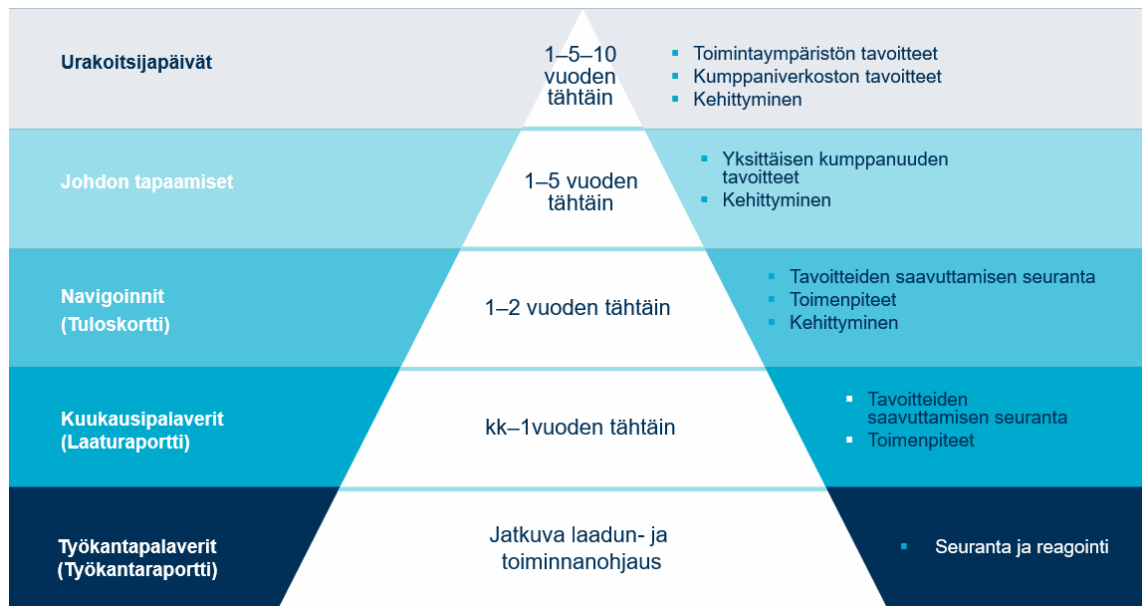 Urakoitsijapäivät
1–5–10
vuoden
tähtäin
Toimintaympäristön tavoitteet
Kumppaniverkoston tavoitteet
Kehittyminen
Johdon tapaamiset
1–5 vuoden
tähtäin
Yksittäisen kumppanuuden
tavoitteet
Kehittyminen
Navigoinnit
(Tuloskortti)
1–2 vuoden tähtäin
Tavoitteiden saavuttamisen seuranta
Toimenpiteet
Kehittyminen
Kuukausipalaverit
(Laaturaportti)
kk–1vuoden tähtäin
Tavoitteiden
saavuttamisen seuranta
Toimenpiteet
Työkantapalaverit
(Työkantaraportti)
Jatkuva laadun- ja
toiminnanohjaus
Seuranta ja reagointi